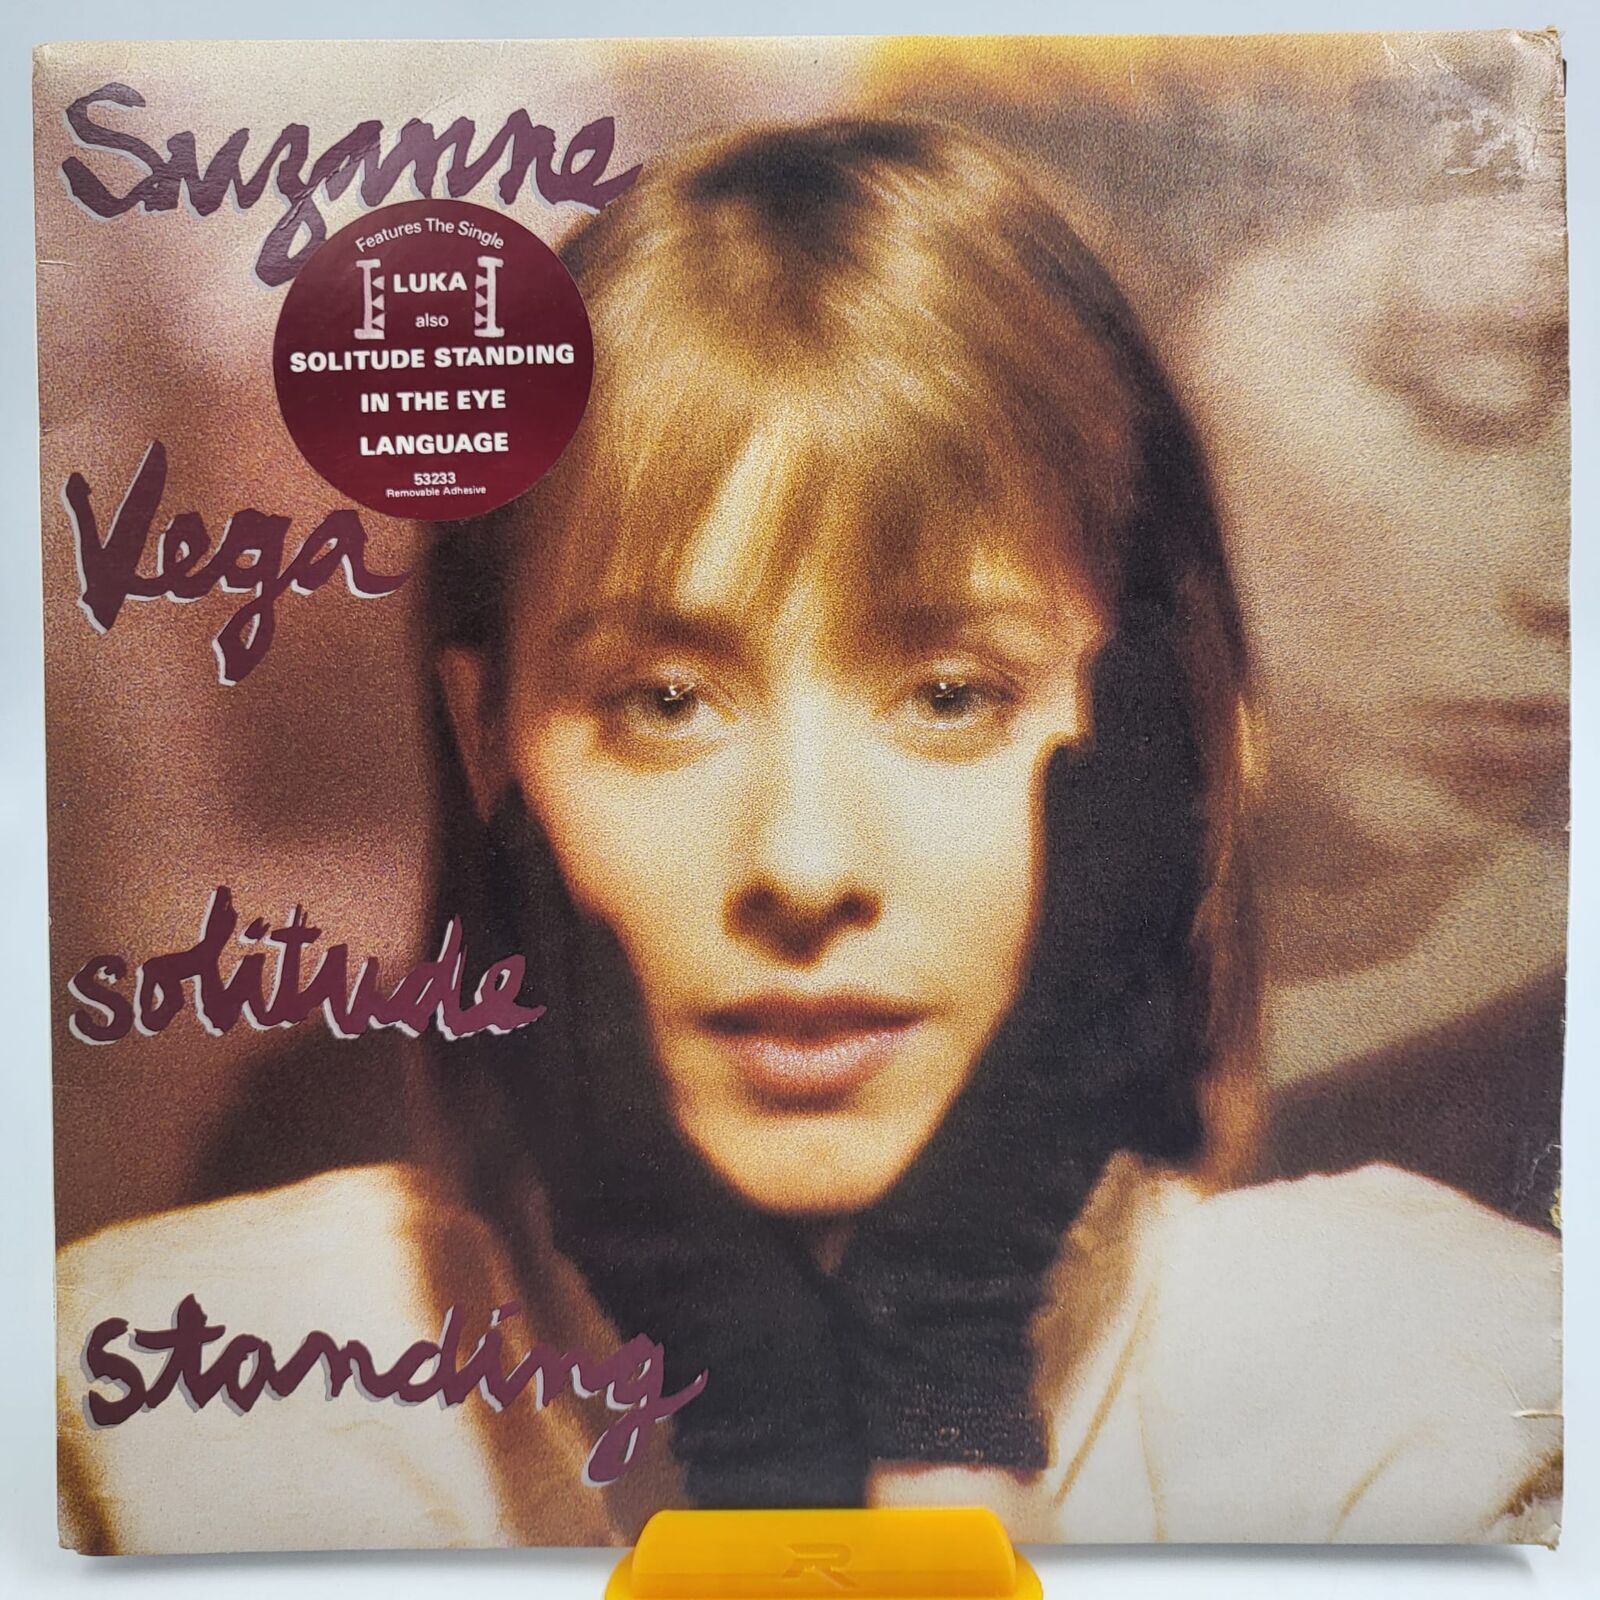 Suzanne
Features The Single
LUKA
also
SOLITUDE STANDING
IN THE EYE
LANGUAGE
53233
Removable Adhesive
Vega
solitude
standing